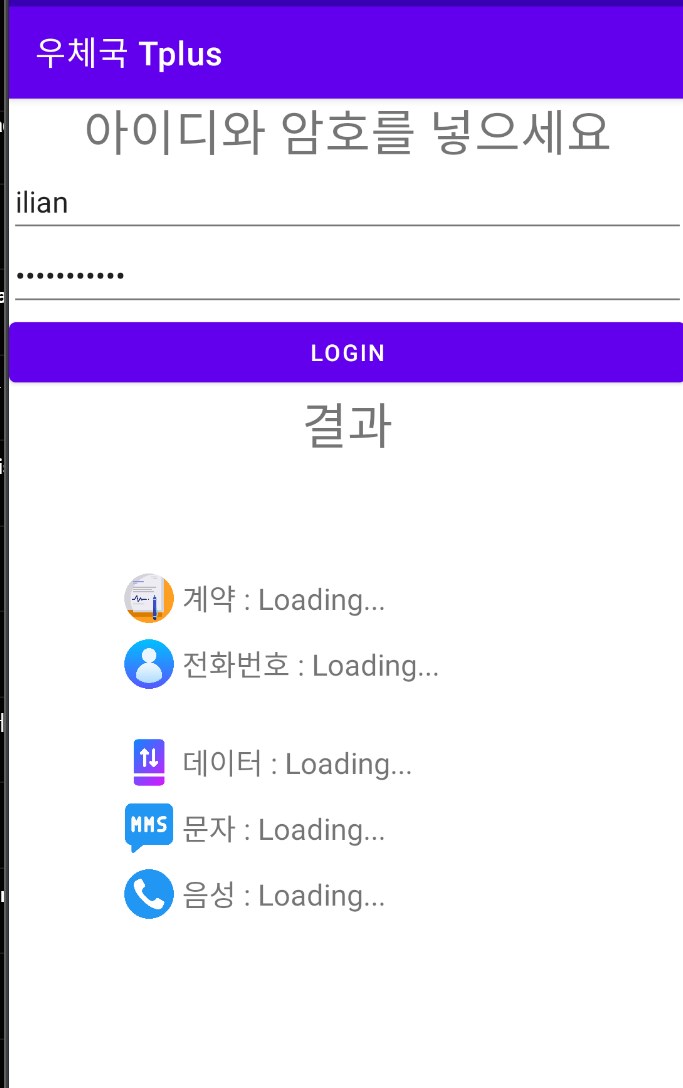 우체국 Tplus
아이디와 암호를 넣으세요
ilian
•••••••••••
LOGIN
결과
계약 : Loading...
전화번호 : Loading...
데이터 : Loading...
MMS
문자 : Loading...
음성 : Loading...